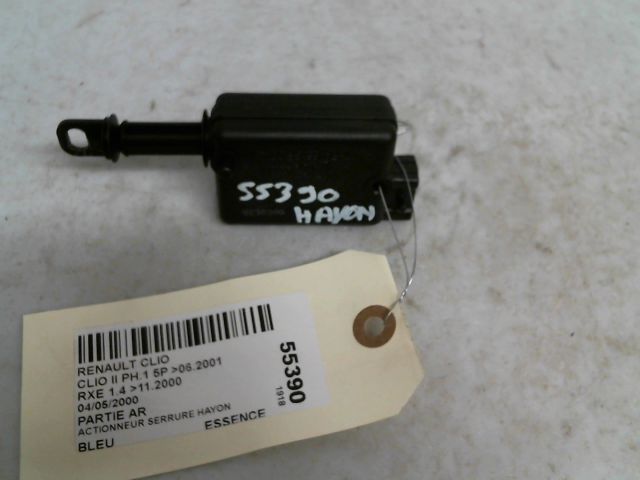 55390
HAYON
RENAULT CLIO
CLIO II PH.1 5P >06.2001
RXE 1.4 >11.2000
04/05/2000
PARTIE AR
ACTIONNEUR SERRURE HAYON
ESSENCE
BLEU
55390
1918